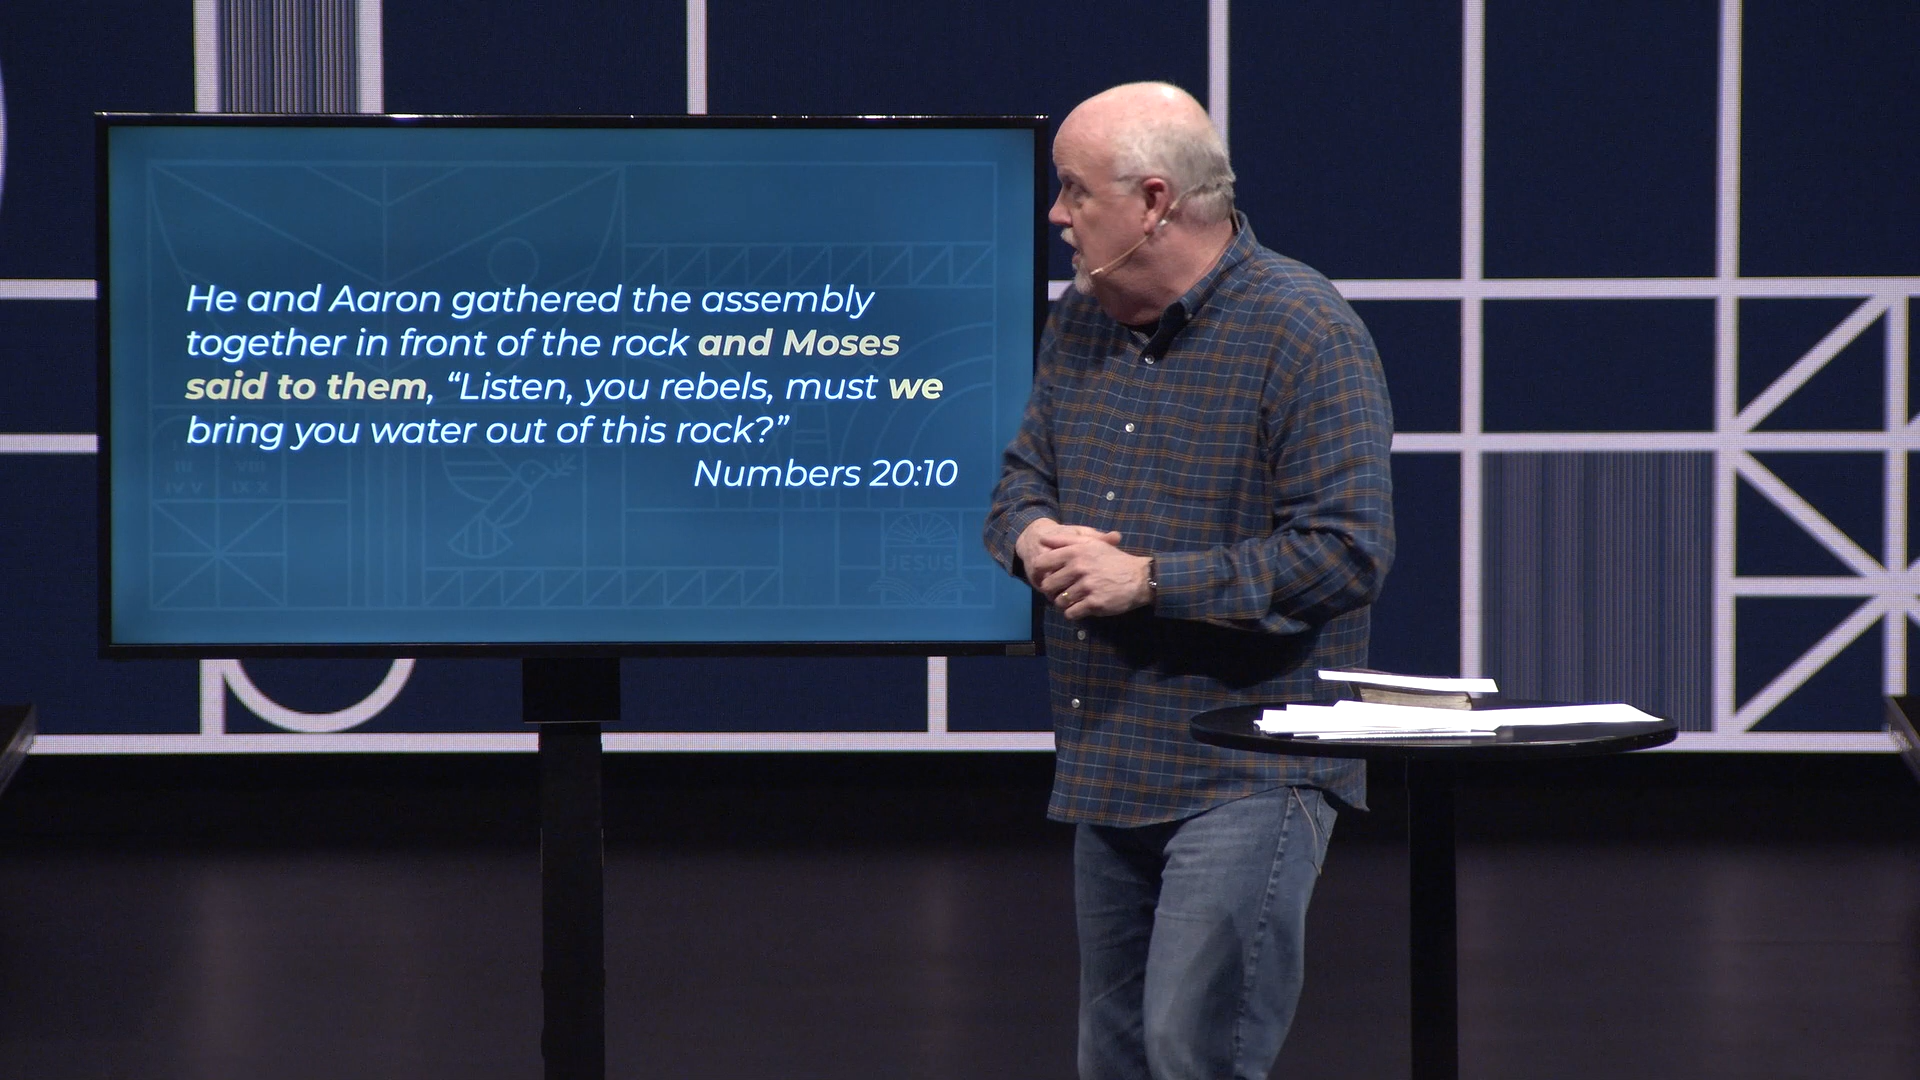 He and Aaron gathered the assembly
together in front of the rock and Moses
said to them, “Listen, you rebels, must we
bring you water out of this rock?”
Numbers 20:10
JESUS